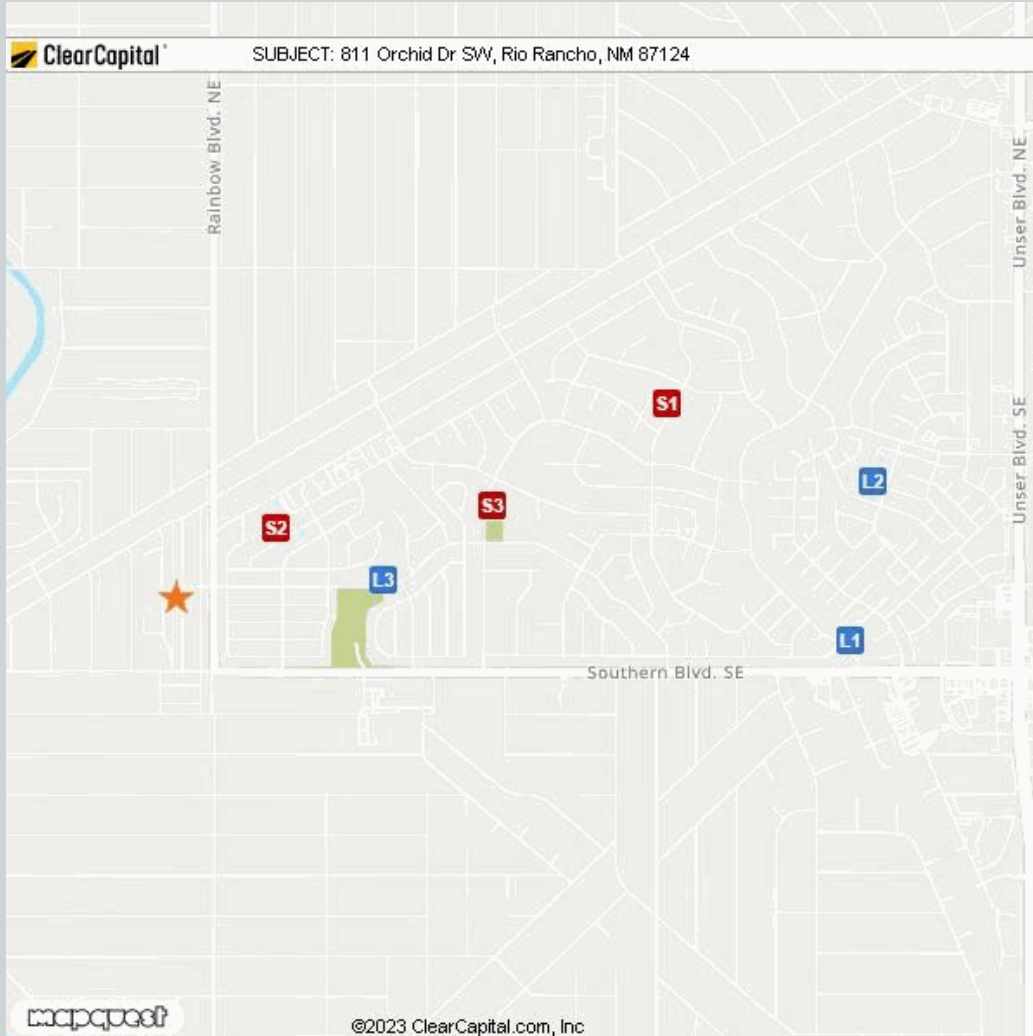 ClearCapital
SUBJECT: 811 Orchid Dr SW, Rio Rancho, NM 87124
Rainbow Blvd. NE
Unser Blvd. NE
Unser Blvd. SE
S1
L2
S3
S2
L3
L1
Southern Blvd. SE
mapquest
©2023 ClearCapital.com, Inc